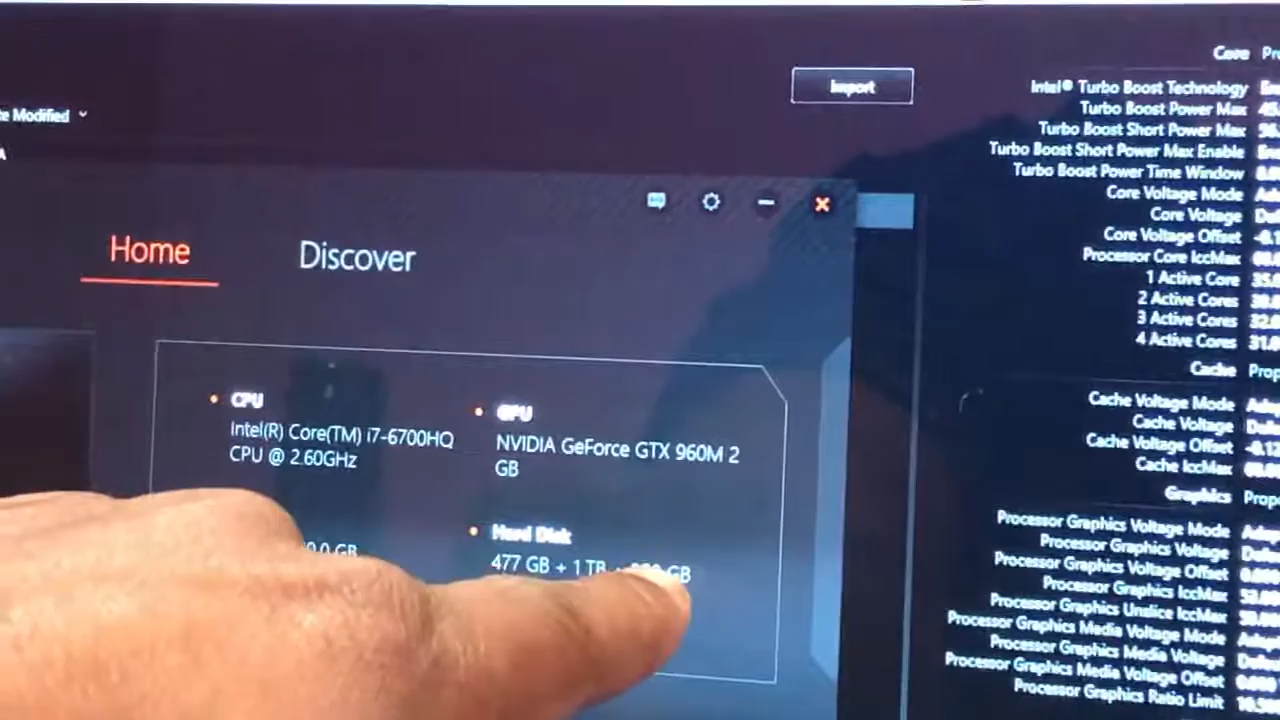 Import
Modified
Home
Discover
CPU
Intel(R) Core(TM) i7-6700HQ
CPU @ 2.60GHz
GPU
NVIDIA GeForce GTX 960M 2
GB
Hard Disk
477 GB + 1 TB
GB
Core
Intel® Turbo Boost Technology
Turbo Boost Power Max
Turbo Boost Short Power Max
Turbo Boost Short Power Max Enable
Turbo Boost Power Time Window
Core Voltage Mode
Core Voltage
Core Voltage Offset
Processor Core IccMax
1 Active Core
2 Active Cores
3 Active Cores
4 Active Cores
Cache
Cache Voltage Mode
Cache Voltage
Cache Voltage Offset
Cache IccMax
Graphics
Processor Graphics Voltage Mode
Processor Graphics Voltage
Processor Graphics Voltage Offset
Processor Graphics IccMax
Processor Graphics Unslice IccMax
Processor Graphics Media Voltage Mode
Processor Graphics Media Voltage
Processor Graphics Media Voltage Offset
Processor Graphics Ratio Limit